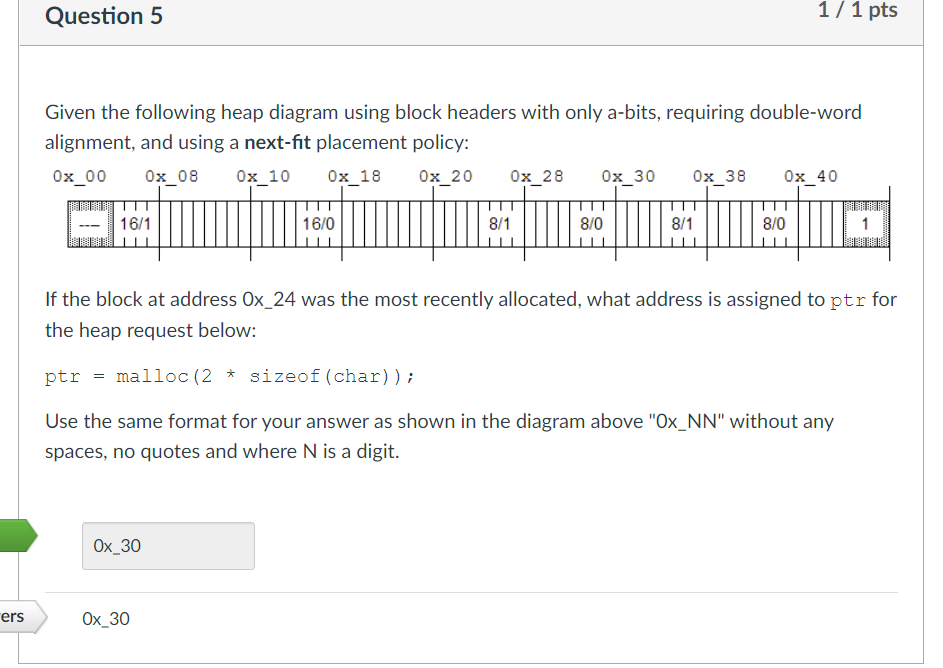 Question 5
1 / 1 pts
Given the following heap diagram using block headers with only a-bits, requiring double-word
alignment, and using a next-fit placement policy:
0x_00 0x_08 0x_10 0x_18 0x_20 0x_28 0x_30 0x_38 0x_40
--- 16/1 16/0 8/1 8/0 8/1 8/0 1
If the block at address 0x_24 was the most recently allocated, what address is assigned to ptr for
the heap request below:
ptr = malloc(2 * sizeof(char));
Use the same format for your answer as shown in the diagram above "0x_NN" without any
spaces, no quotes and where N is a digit.
0x_30
ers
0x_30